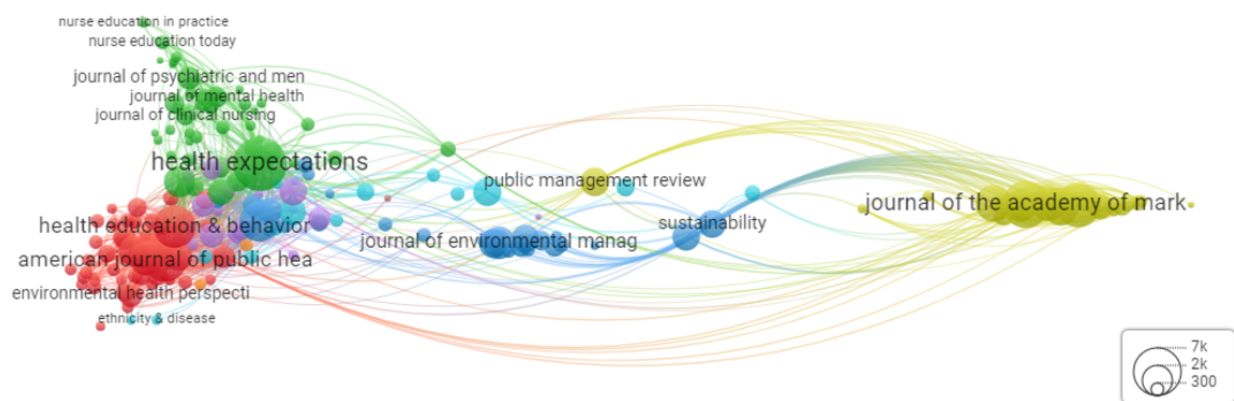 nurse education in practice
nurse education today
journal of psychiatric and men
journal of mental health
journal of clinical nursing
health expectations
public management review
journal of the academy of mark
health education & behavior
sustainability
journal of environmental manag
american journal of public hea
environmental health perspecti
ethnicity & disease
7k
2k
300